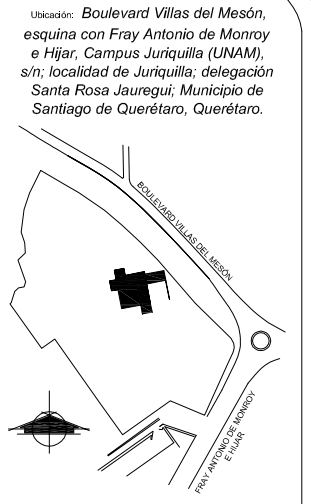 Ubicación: Boulevard Villas del Mesón,
esquina con Fray Antonio de Monroy
e Hijar, Campus Juriquilla (UNAM),
s/n; localidad de Juriquilla; delegación
Santa Rosa Jauregui; Municipio de
Santiago de Querétaro, Querétaro.
BOULEVARD VILLAS DEL MESÓN
FRAY ANTONIO DE MONROY
E HIJAR